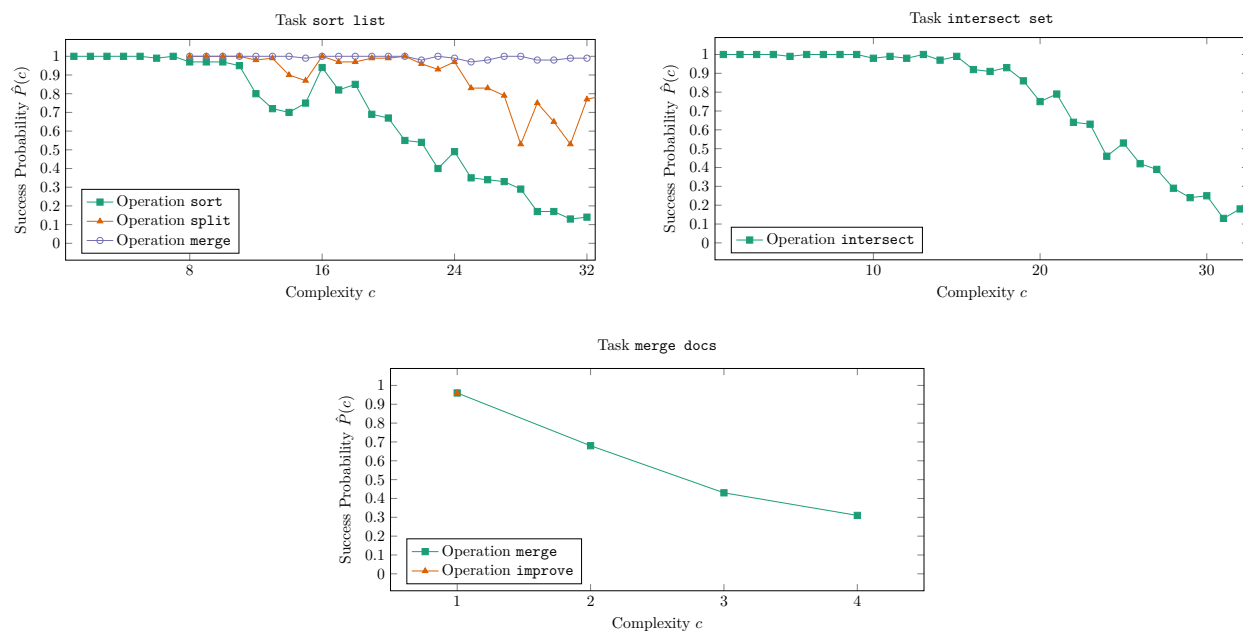 Task sort list
Success Probability P̂(c)
1
0.9
0.8
0.7
0.6
0.5
0.4
0.3
0.2
0.1
0
Operation sort
Operation split
Operation merge
8 16 24 32
Complexity c
Task intersect set
Success Probability P̂(c)
1
0.9
0.8
0.7
0.6
0.5
0.4
0.3
0.2
0.1
0
Operation intersect
10 20 30
Complexity c
Task merge docs
Success Probability P̂(c)
1
0.9
0.8
0.7
0.6
0.5
0.4
0.3
0.2
0.1
0
Operation merge
Operation improve
1 2 3 4
Complexity c